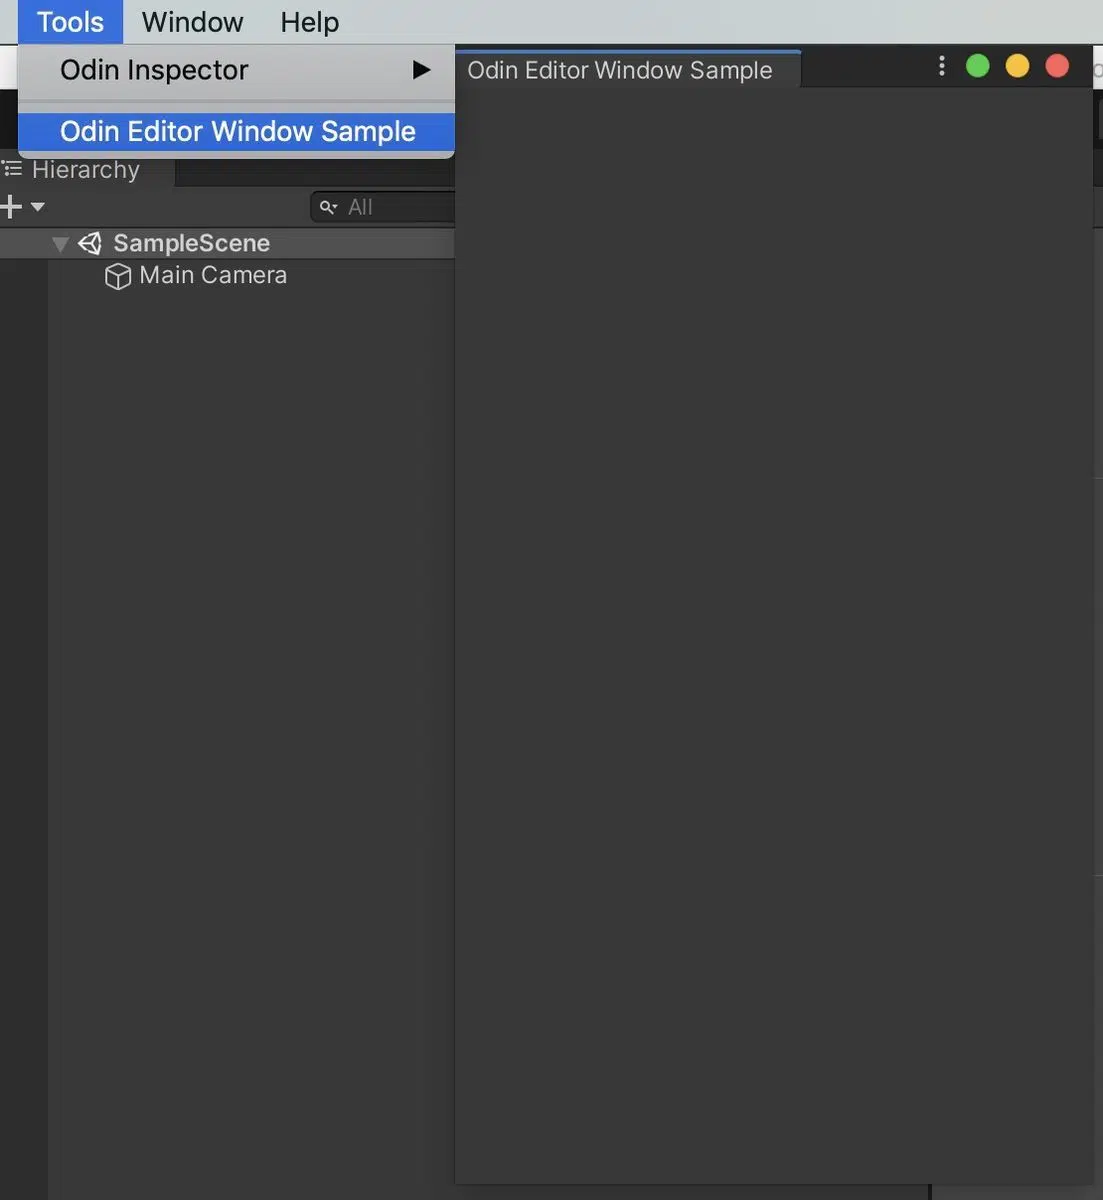 Tools Window Help
Odin Inspector
Odin Editor Window Sample
Odin Editor Window Sample
Hierarchy
All
SampleScene
Main Camera